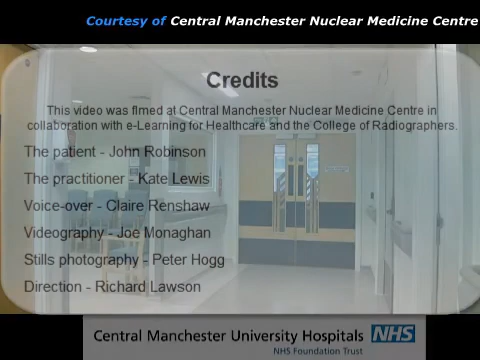 Courtesy of Central Manchester Nuclear Medicine Centre
Credits
This video was flmed at Central Manchester Nuclear Medicine Centre in
collaboration with e-Learning for Healthcare and the College of Radiographers.
The patient - John Robinson
The practitioner - Kate Lewis
Voice-over - Claire Renshaw
Videography - Joe Monaghan
Stills photography - Peter Hogg
Direction - Richard Lawson
Central Manchester University Hospitals NHS
NHS Foundation Trust